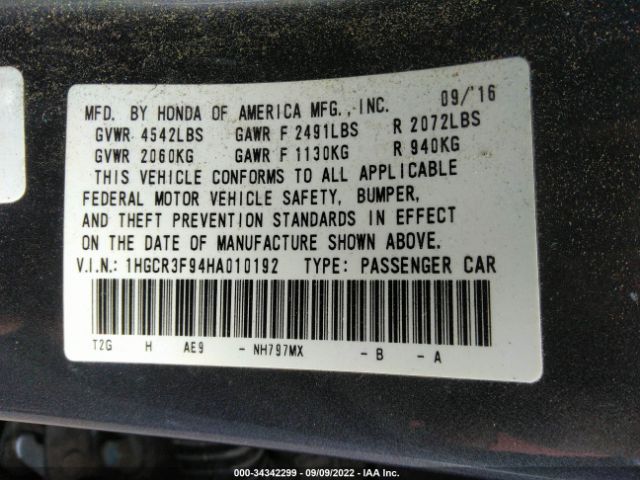 MFD. BY HONDA OF AMERICA MFG., INC. 09/'16
GVWR 4542LBS GAWR F 2491LBS R 2072LBS
GVWR 2060KG GAWR F 1130KG R 940KG
THIS VEHICLE CONFORMS TO ALL APPLICABLE
FEDERAL MOTOR VEHICLE SAFETY, BUMPER,
AND THEFT PREVENTION STANDARDS IN EFFECT
ON THE DATE OF MANUFACTURE SHOWN ABOVE.
V.I.N.: 1HGCR3F94HA010192 TYPE: PASSENGER CAR
T2G H AE9 - NH797MX - B - A
000-34342299 - 09/09/2022 - IAA Inc.